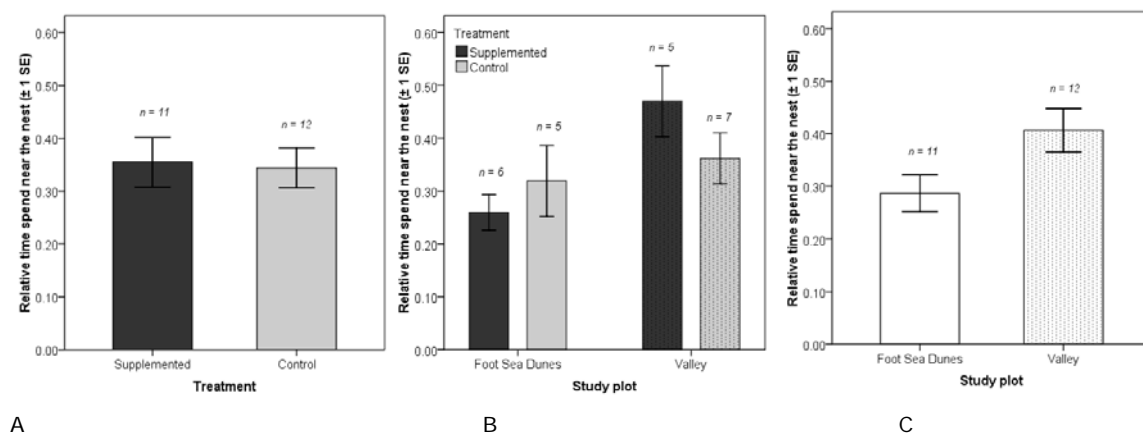 Relative time spend near the nest (± 1 SE)
0.60
0.50
0.40
0.30
0.20
0.10
0.00
n = 11
n = 12
Supplemented
Control
Treatment
A
Relative time spend near the nest (± 1 SE)
0.60
0.50
0.40
0.30
0.20
0.10
0.00
Treatment
Supplemented
Control
n = 6
n = 5
n = 5
n = 7
Foot Sea Dunes
Valley
Study plot
B
Relative time spend near the nest (± 1 SE)
0.60
0.50
0.40
0.30
0.20
0.10
0.00
n = 11
n = 12
Foot Sea Dunes
Valley
Study plot
C